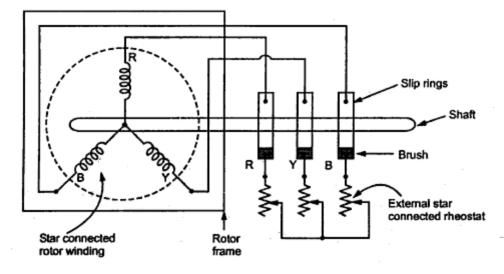 R
Slip rings
Shaft
Brush
B
Y
R
Y
B
External star
connected rheostat
Star connected
rotor winding
Rotor
frame